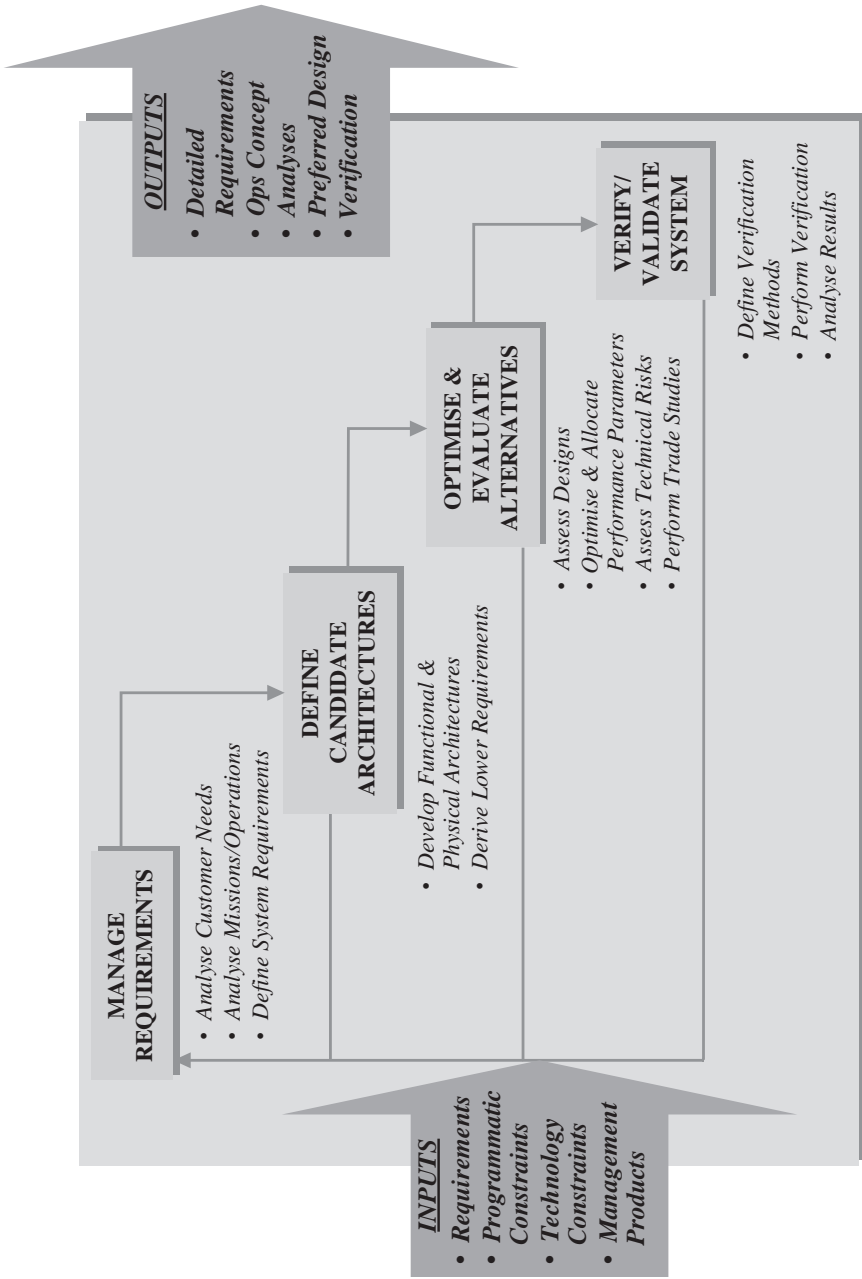 INPUTS
• Requirements
• Programmatic
Constraints
• Technology
Constraints
• Management
Products
MANAGE
REQUIREMENTS
• Analyse Customer Needs
• Analyse Missions/Operations
• Define System Requirements
DEFINE
CANDIDATE
ARCHITECTURES
• Develop Functional &
Physical Architectures
• Derive Lower Requirements
OPTIMISE &
EVALUATE
ALTERNATIVES
• Assess Designs
• Optimise & Allocate
Performance Parameters
• Assess Technical Risks
• Perform Trade Studies
VERIFY/
VALIDATE
SYSTEM
• Define Verification
Methods
• Perform Verification
• Analyse Results
OUTPUTS
• Detailed
Requirements
• Ops Concept
• Analyses
• Preferred Design
• Verification